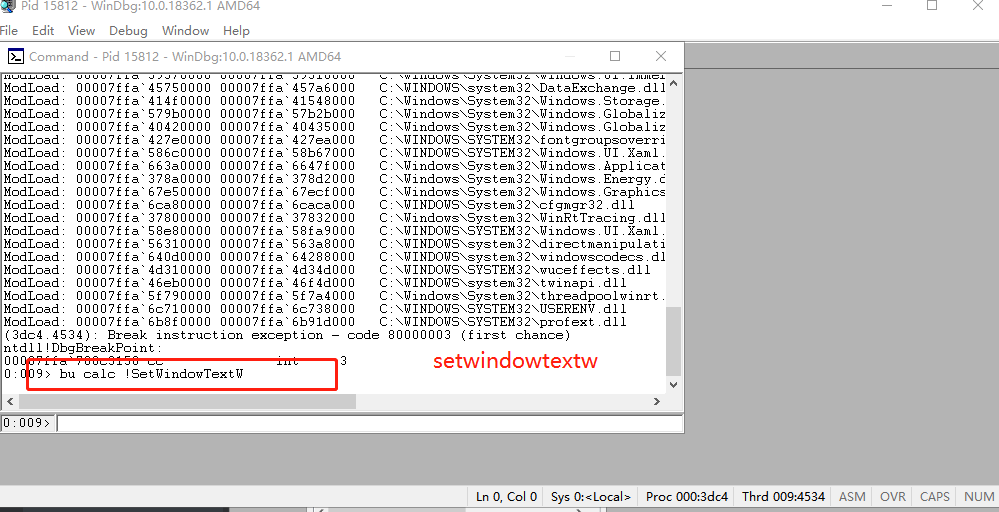 Pid 15812 - WinDbg:10.0.18362.1 AMD64
File Edit View Debug Window Help
Command - Pid 15812 - WinDbg:10.0.18362.1 AMD64
ModLoad: 00007ffa`45750000 00007ffa`457a6000 C:\WINDOWS\system32\DataExchange.dll
ModLoad: 00007ffa`414f0000 00007ffa`41548000 C:\WINDOWS\System32\Windows.Storage.
ModLoad: 00007ffa`579b0000 00007ffa`57b2b000 C:\WINDOWS\System32\Windows.Globaliz
ModLoad: 00007ffa`40420000 00007ffa`40435000 C:\WINDOWS\System32\Windows.Globaliz
ModLoad: 00007ffa`427e0000 00007ffa`427ea000 C:\WINDOWS\SYSTEM32\fontgroupsoverri
ModLoad: 00007ffa`586c0000 00007ffa`58b67000 C:\WINDOWS\SYSTEM32\Windows.UI.Xaml.
ModLoad: 00007ffa`663a0000 00007ffa`6647f000 C:\WINDOWS\System32\Windows.Applicat
ModLoad: 00007ffa`378a0000 00007ffa`378d2000 C:\WINDOWS\System32\Windows.Energy.d
ModLoad: 00007ffa`67e50000 00007ffa`67ecf000 C:\WINDOWS\System32\Windows.Graphics
ModLoad: 00007ffa`6ca80000 00007ffa`6caca000 C:\WINDOWS\System32\cfgmgr32.dll
ModLoad: 00007ffa`37800000 00007ffa`37832000 C:\WINDOWS\System32\WinRtTracing.dll
ModLoad: 00007ffa`58e80000 00007ffa`58fa9000 C:\WINDOWS\System32\Windows.UI.Xaml.
ModLoad: 00007ffa`56310000 00007ffa`563a8000 C:\WINDOWS\system32\directmanipulati
ModLoad: 00007ffa`640d0000 00007ffa`64288000 C:\WINDOWS\SYSTEM32\windowscodecs.dl
ModLoad: 00007ffa`4d310000 00007ffa`4d34d000 C:\WINDOWS\system32\wuceffects.dll
ModLoad: 00007ffa`46eb0000 00007ffa`46f4d000 C:\WINDOWS\system32\twinapi.dll
ModLoad: 00007ffa`5f790000 00007ffa`5f7a4000 C:\WINDOWS\System32\threadpoolwinrt.
ModLoad: 00007ffa`6c710000 00007ffa`6c738000 C:\WINDOWS\SYSTEM32\USERENV.dll
ModLoad: 00007ffa`6b8f0000 00007ffa`6b91d000 C:\WINDOWS\SYSTEM32\profext.dll
(3dc4.4534): Break instruction exception - code 80000003 (first chance)
ntdll!DbgBreakPoint:
int 3
setwindowtextw
0:009> bu calc !SetWindowTextW
0:009>
Ln 0, Col 0 Sys 0:<Local> Proc 000:3dc4 Thrd 009:4534 ASM OVR CAPS NUM